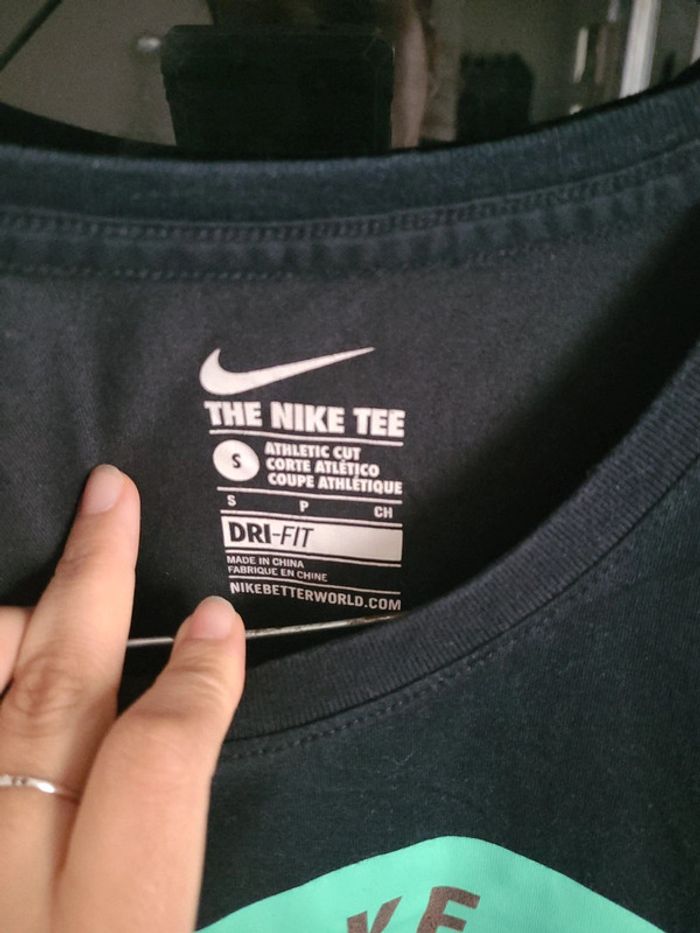 THE NIKE TEE
S
ATHLETIC CUT
CORTE ATLÉTICO
COUPE ATHLÉTIQUE
S P CH
DRI-FIT
MADE IN CHINA
FABRIQUE EN CHINE
NIKEBETTERWORLD.COM
KE